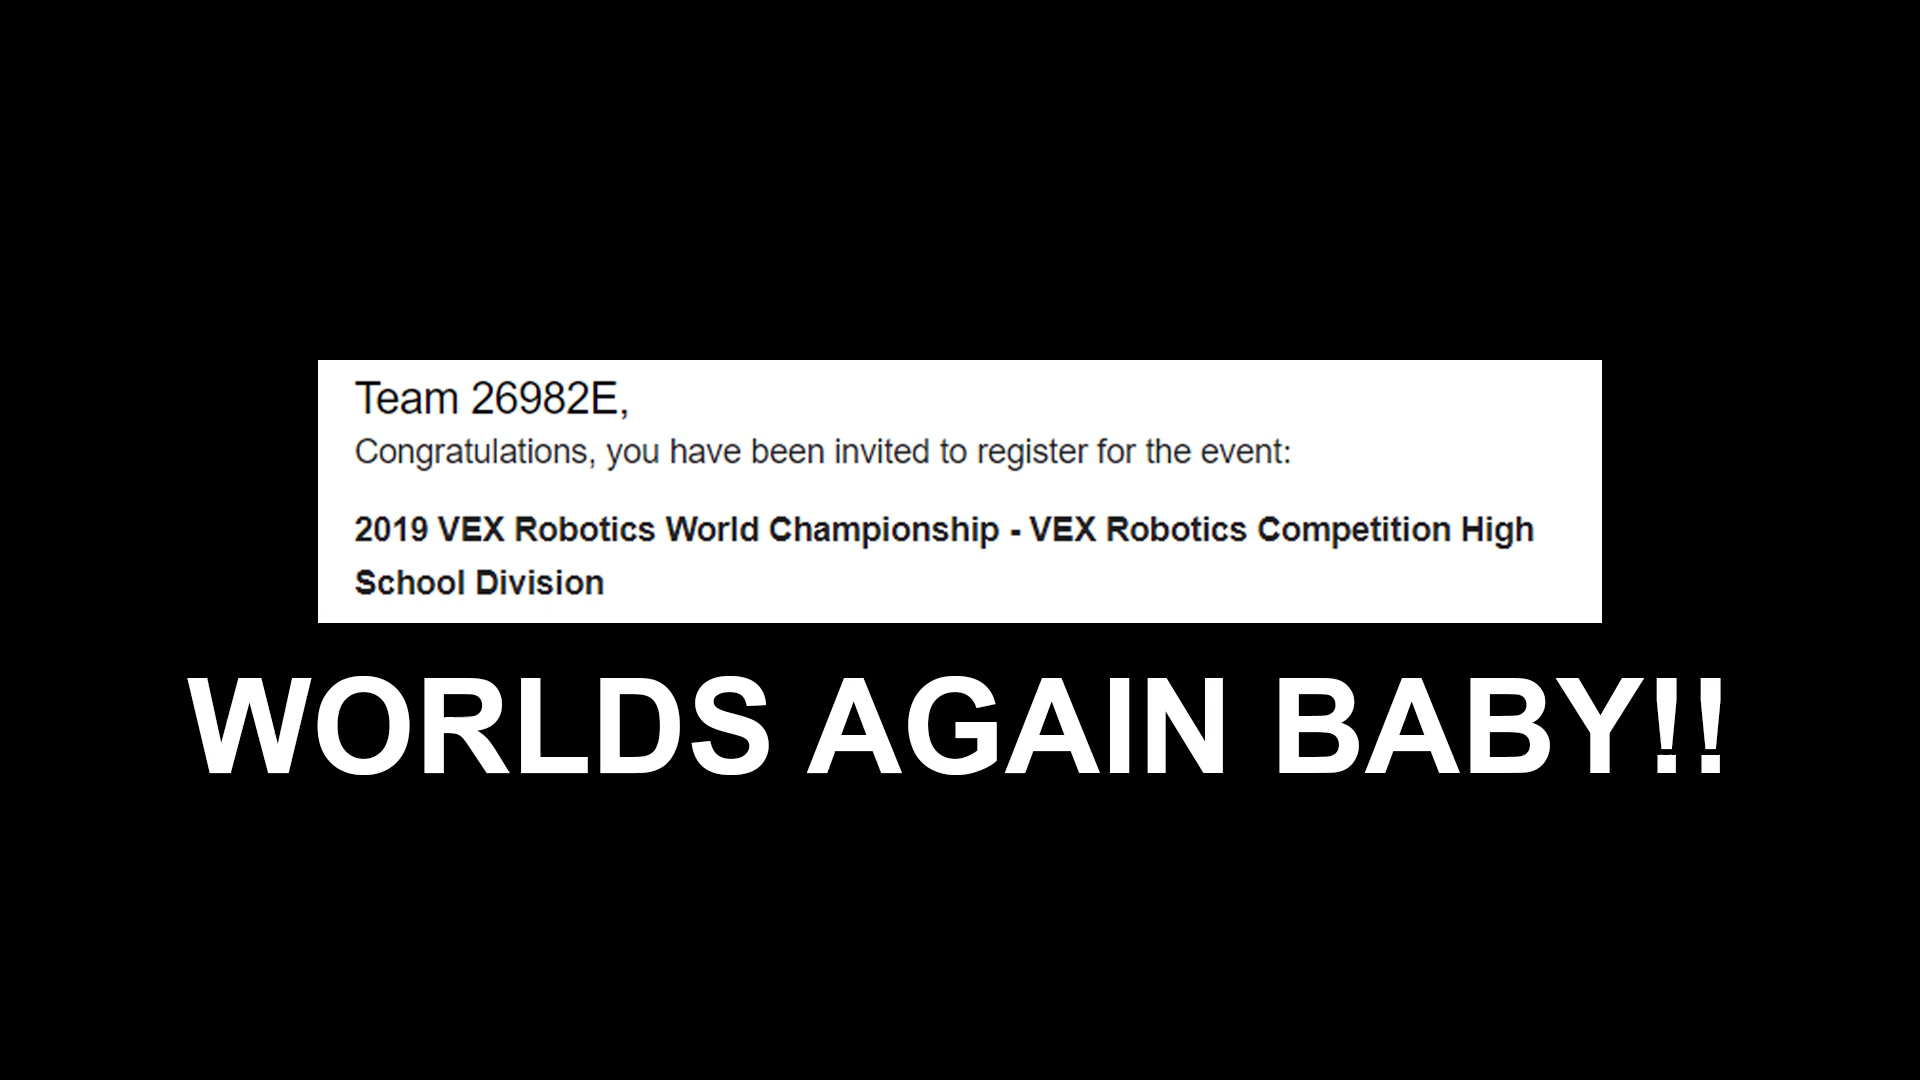 Team 26982E,
Congratulations, you have been invited to register for the event:
2019 VEX Robotics World Championship - VEX Robotics Competition High
School Division
WORLDS AGAIN BABY!!